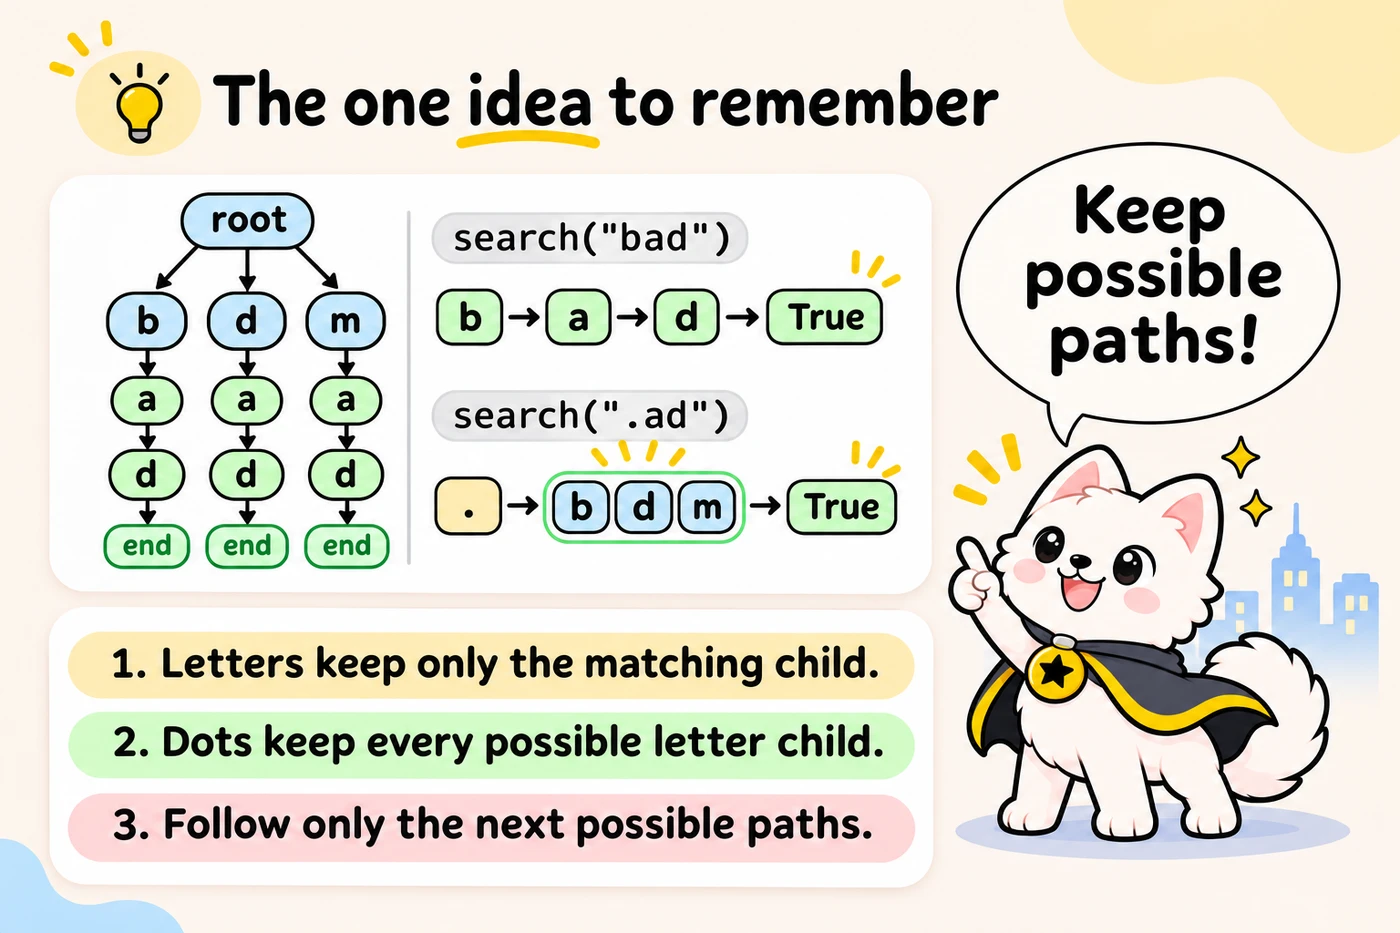 The one idea to remember
root
b d m
a a a
d d d
end end end
search("bad")
b a d True
search(".ad")
. b d m True
1. Letters keep only the matching child.
2. Dots keep every possible letter child.
3. Follow only the next possible paths.
Keep
possible
paths!